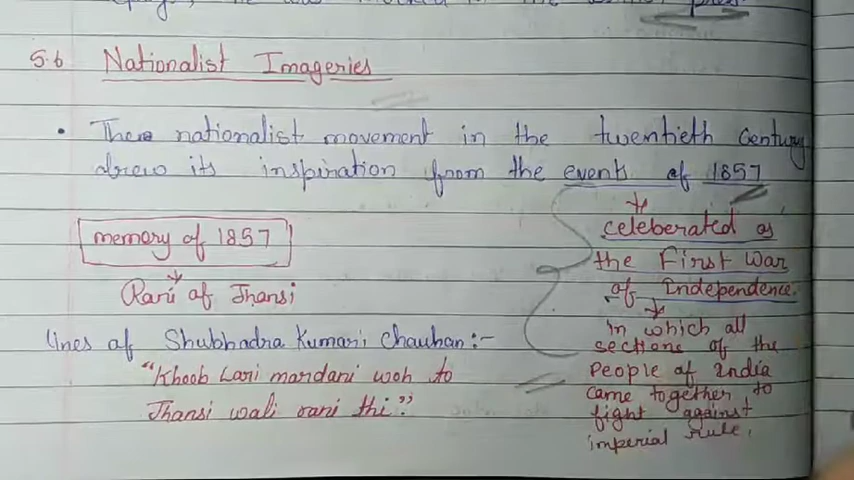 press
5.6 Nationalist Imageries
• The nationalist movement in the twentieth century
drew its inspiration from the events of 1857
memory of 1857
Rani of Jhansi
lines of Shubhadra Kumari Chauhan:-
"Khoob Lari mardani woh to
Jhansi wali rani thi?"
celeberated as
the First War
of Independence.
in which all
sections of the
People of India
came together to
fight against
imperial rule.